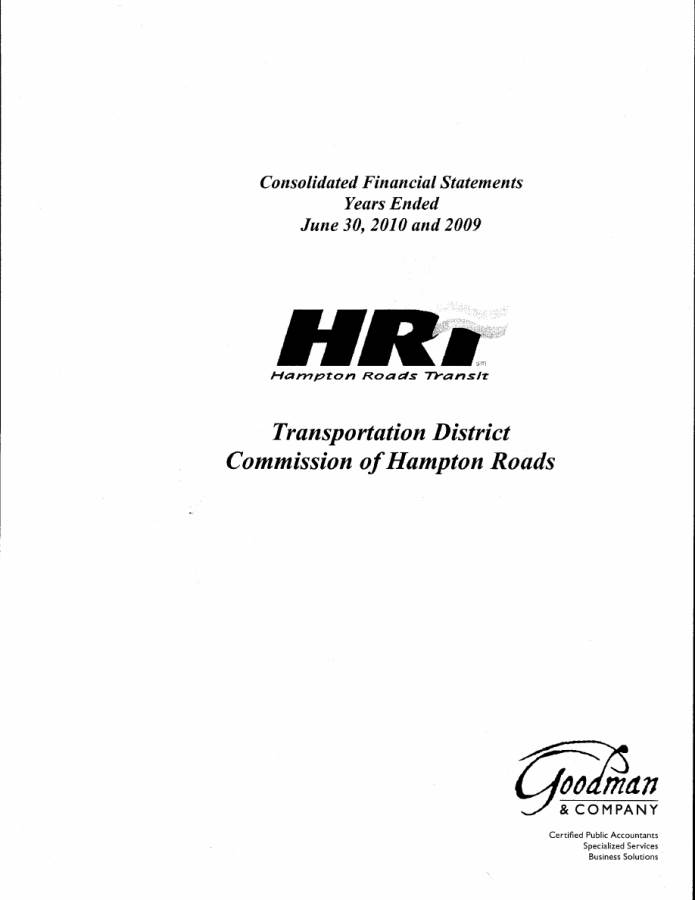 Consolidated Financial Statements
Years Ended
June 30, 2010 and 2009
HRT
sm
Hampton Roads Transit
Transportation District
Commission of Hampton Roads
Goodman
& COMPANY
Certified Public Accountants
Specialized Services
Business Solutions